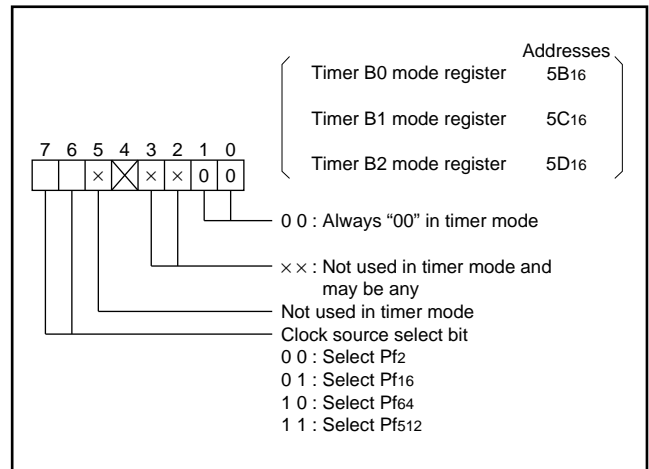 Addresses
Timer B0 mode register 5B16
Timer B1 mode register 5C16
Timer B2 mode register 5D16
7 6 5 4 3 2 1 0
× × × 0 0
0 0 : Always “00” in timer mode
×× : Not used in timer mode and
may be any
Not used in timer mode
Clock source select bit
0 0 : Select Pf2
0 1 : Select Pf16
1 0 : Select Pf64
1 1 : Select Pf512